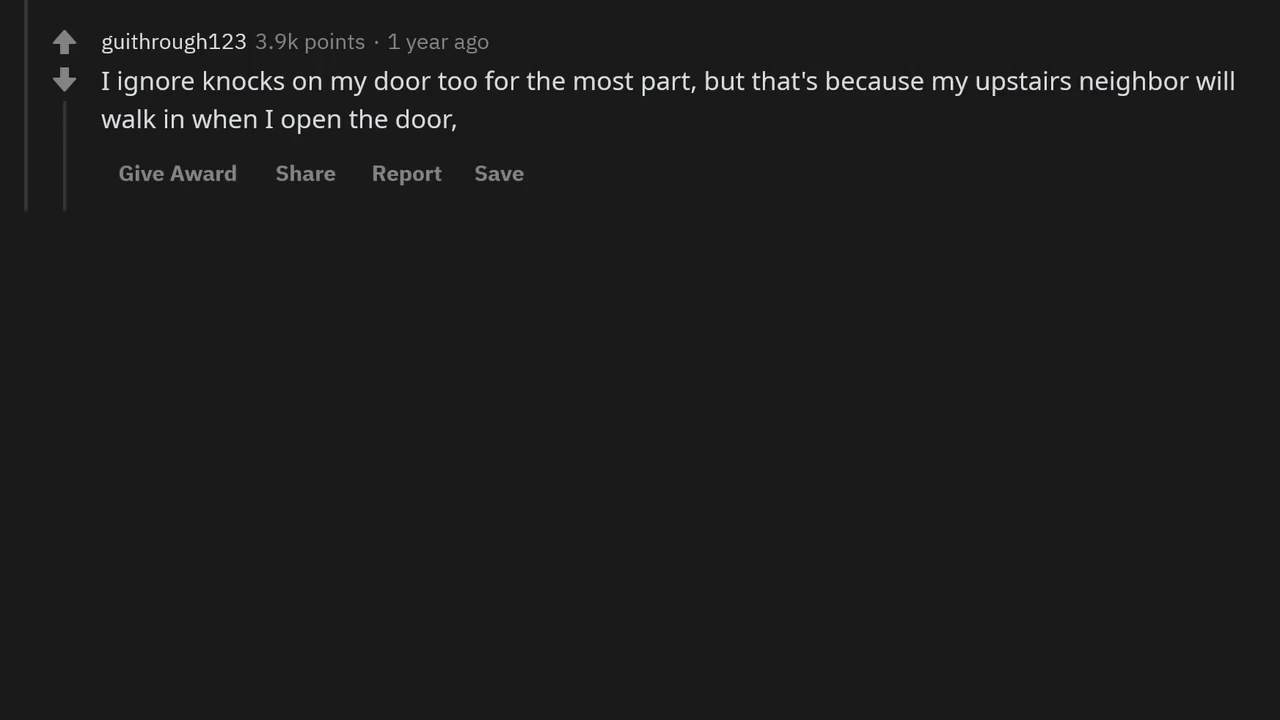 guithrough123 3.9k points · 1 year ago
I ignore knocks on my door too for the most part, but that's because my upstairs neighbor will
walk in when I open the door,
Give Award Share Report Save